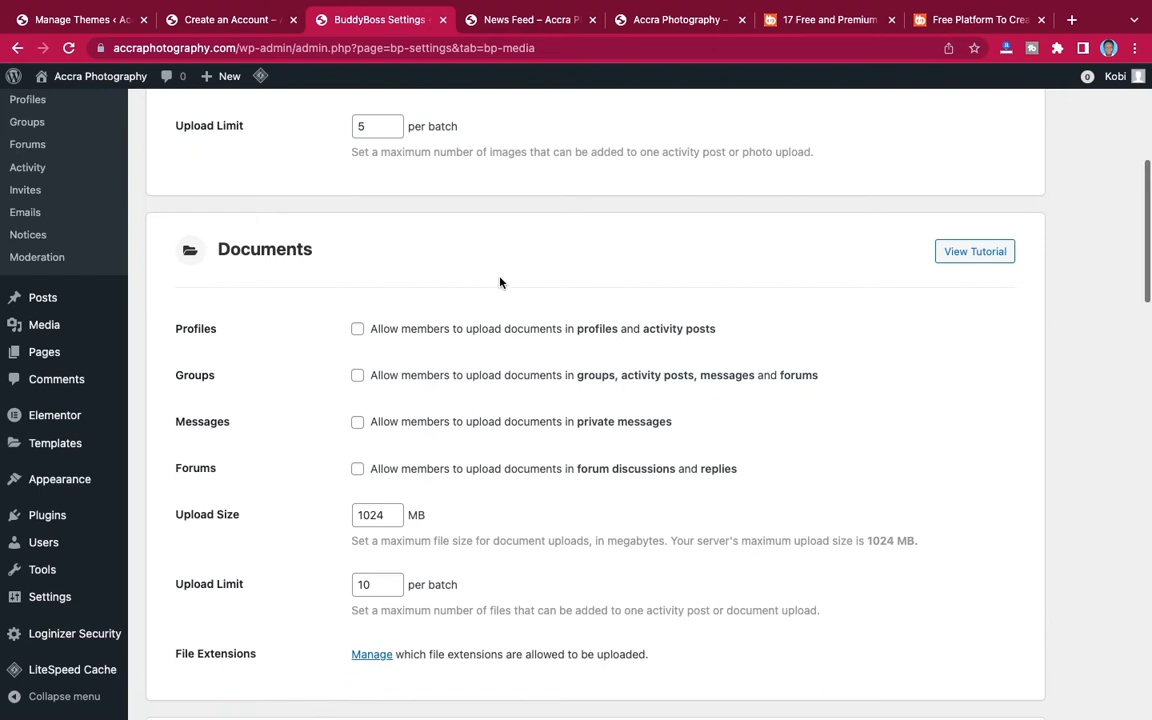 Manage Themes ‹ Ac
Create an Account –
BuddyBoss Settings ‹
News Feed – Accra P
Accra Photography –
17 Free and Premium
Free Platform To Crea
accraphotography.com/wp-admin/admin.php?page=bp-settings&tab=bp-media
Accra Photography
0
New
0
Kobi
Profiles
Groups
Forums
Activity
Invites
Emails
Notices
Moderation
Posts
Media
Pages
Comments
Elementor
Templates
Appearance
Plugins
Users
Tools
Settings
Loginizer Security
LiteSpeed Cache
Collapse menu
Upload Limit
5 per batch
Set a maximum number of images that can be added to one activity post or photo upload.
Documents
View Tutorial
Profiles
Allow members to upload documents in profiles and activity posts
Groups
Allow members to upload documents in groups, activity posts, messages and forums
Messages
Allow members to upload documents in private messages
Forums
Allow members to upload documents in forum discussions and replies
Upload Size
1024 MB
Set a maximum file size for document uploads, in megabytes. Your server's maximum upload size is 1024 MB.
Upload Limit
10 per batch
Set a maximum number of files that can be added to one activity post or document upload.
File Extensions
Manage which file extensions are allowed to be uploaded.